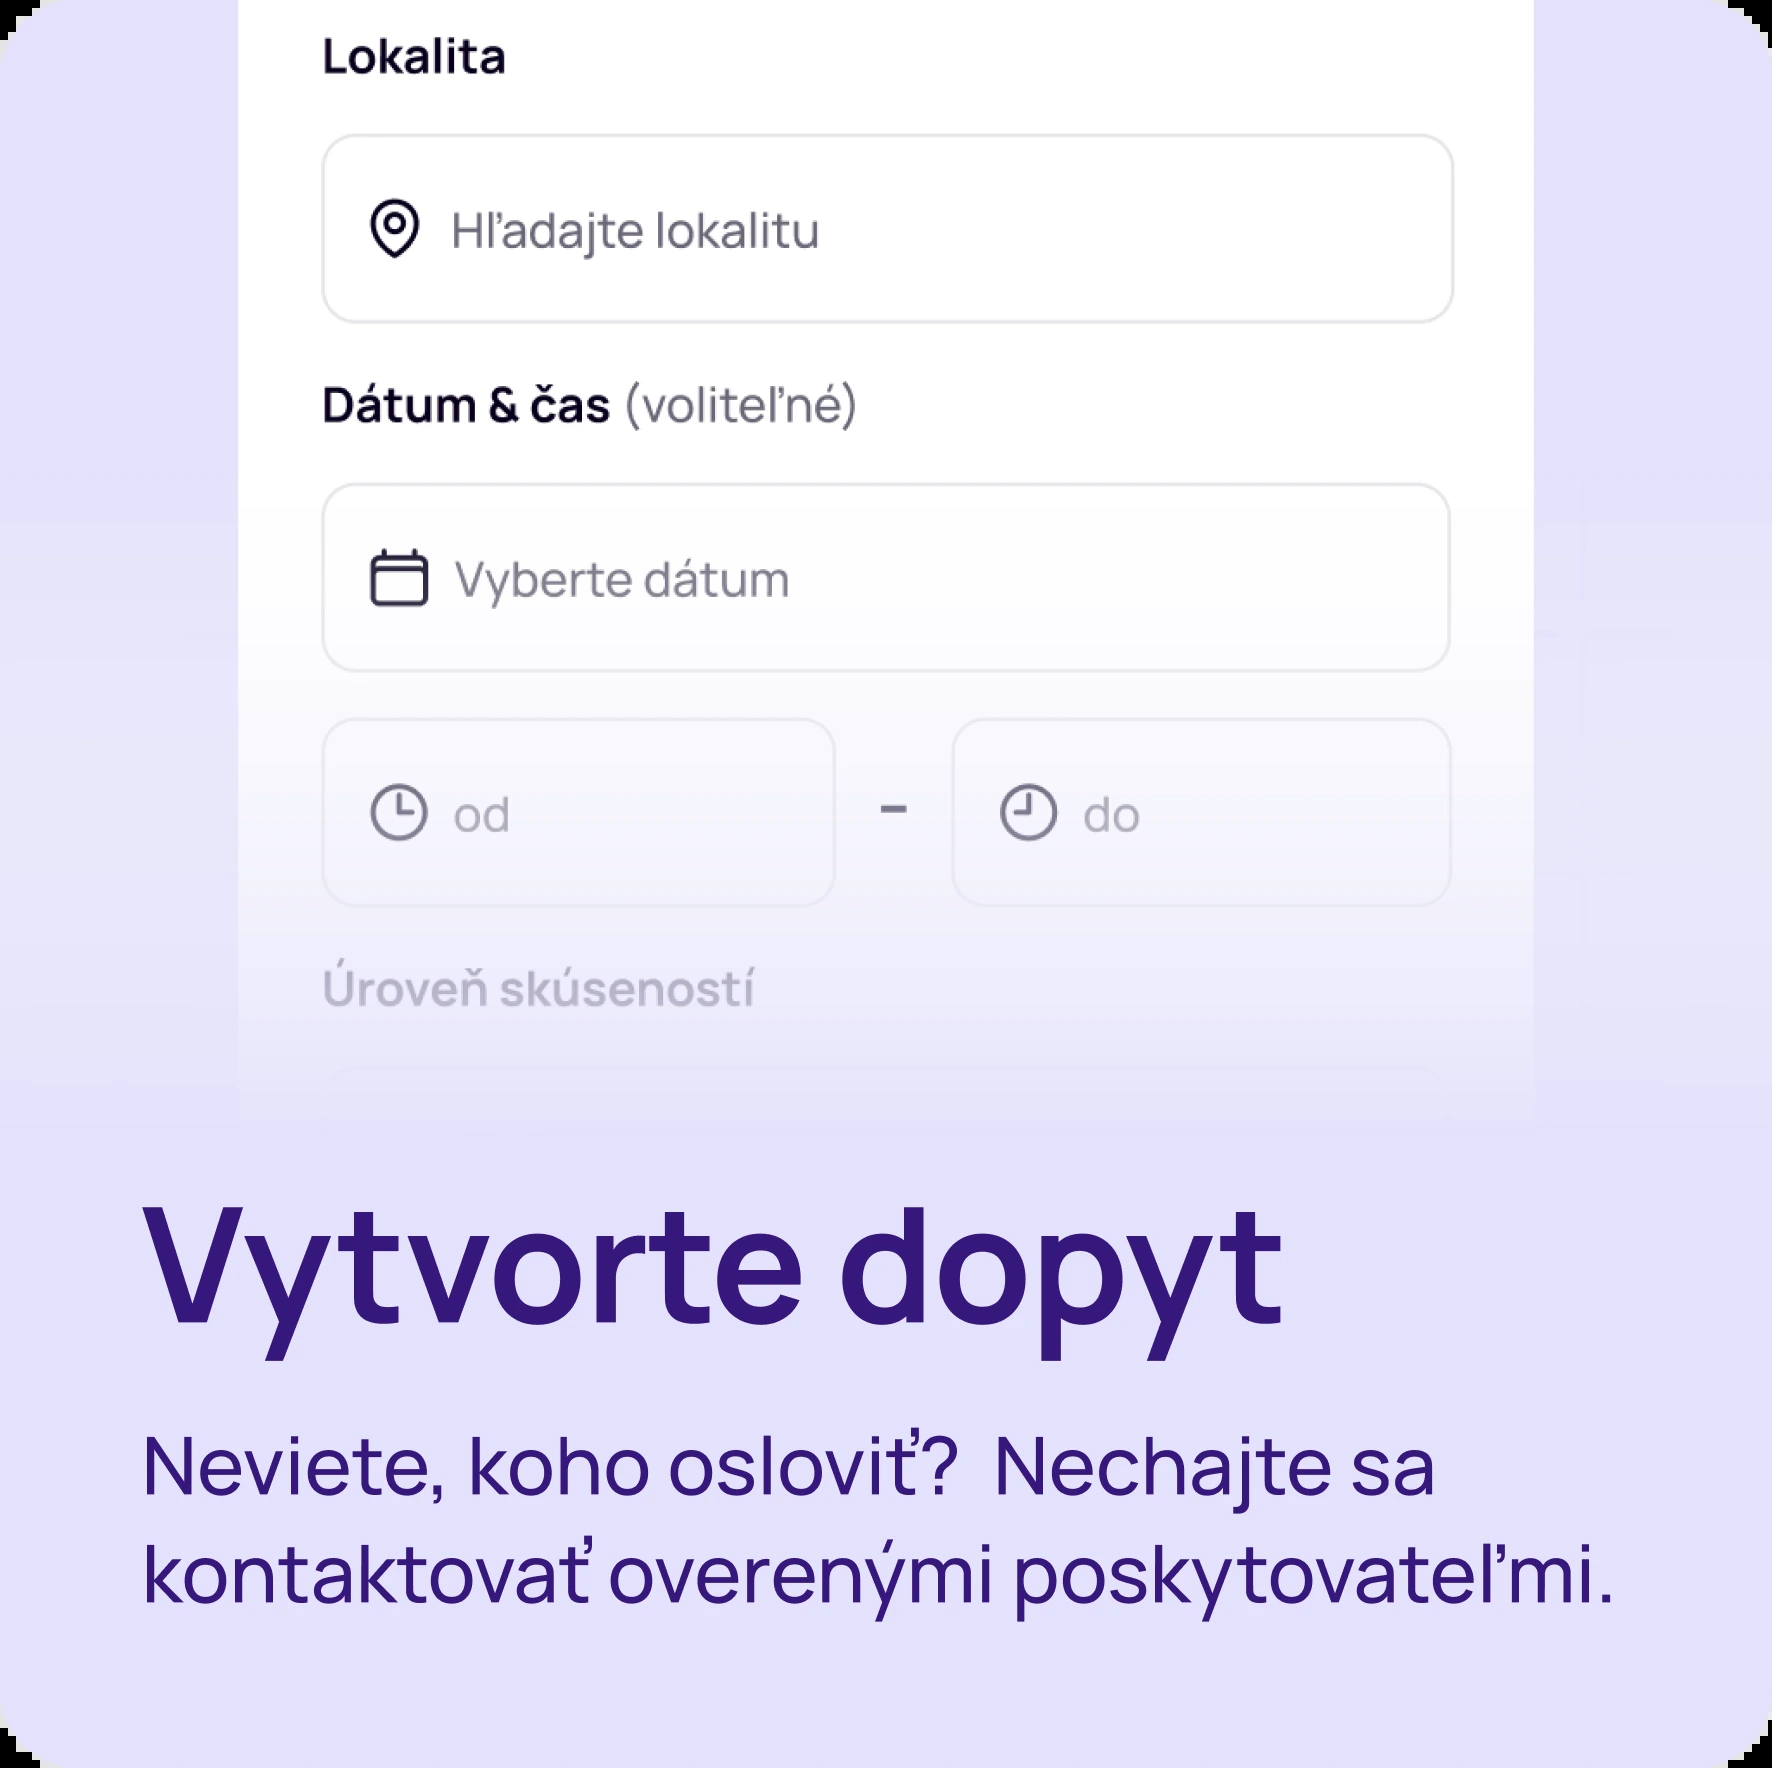 Lokalita
Hľadajte lokalitu
Dátum & čas (voliteľné)
Vyberte dátum
od - do
Úroveň skúseností
Vytvorte dopyt
Neviete, koho osloviť? Nechajte sa
kontaktovať overenými poskytovateľmi.